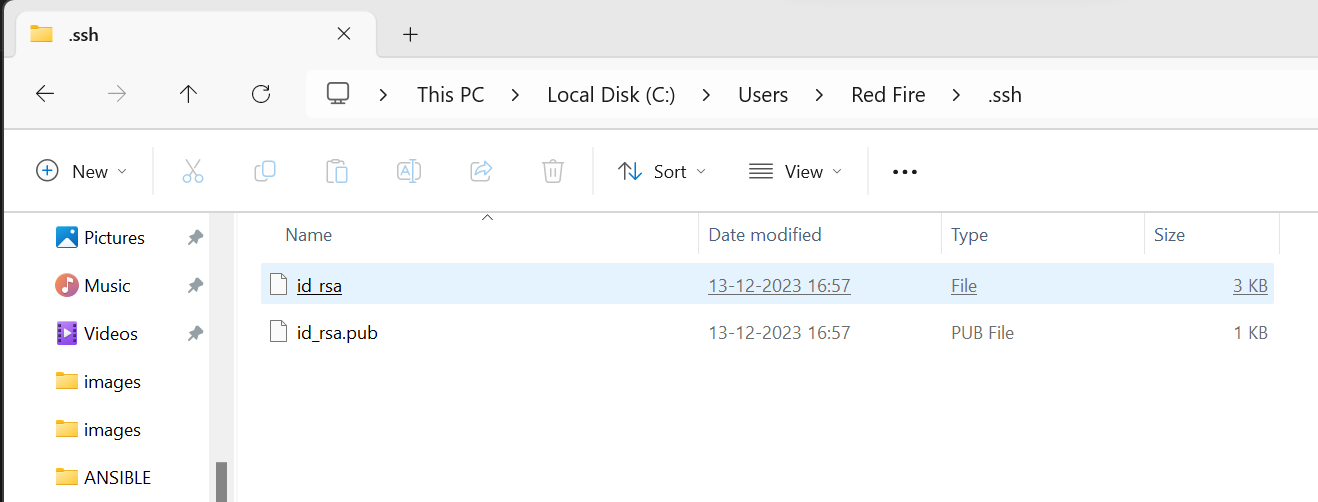 .ssh
This PC Local Disk (C:) Users Red Fire .ssh
New Sort View
Name Date modified Type Size
Pictures
Music
Videos
images
images
ANSIBLE
id_rsa 13-12-2023 16:57 File 3 KB
id_rsa.pub 13-12-2023 16:57 PUB File 1 KB